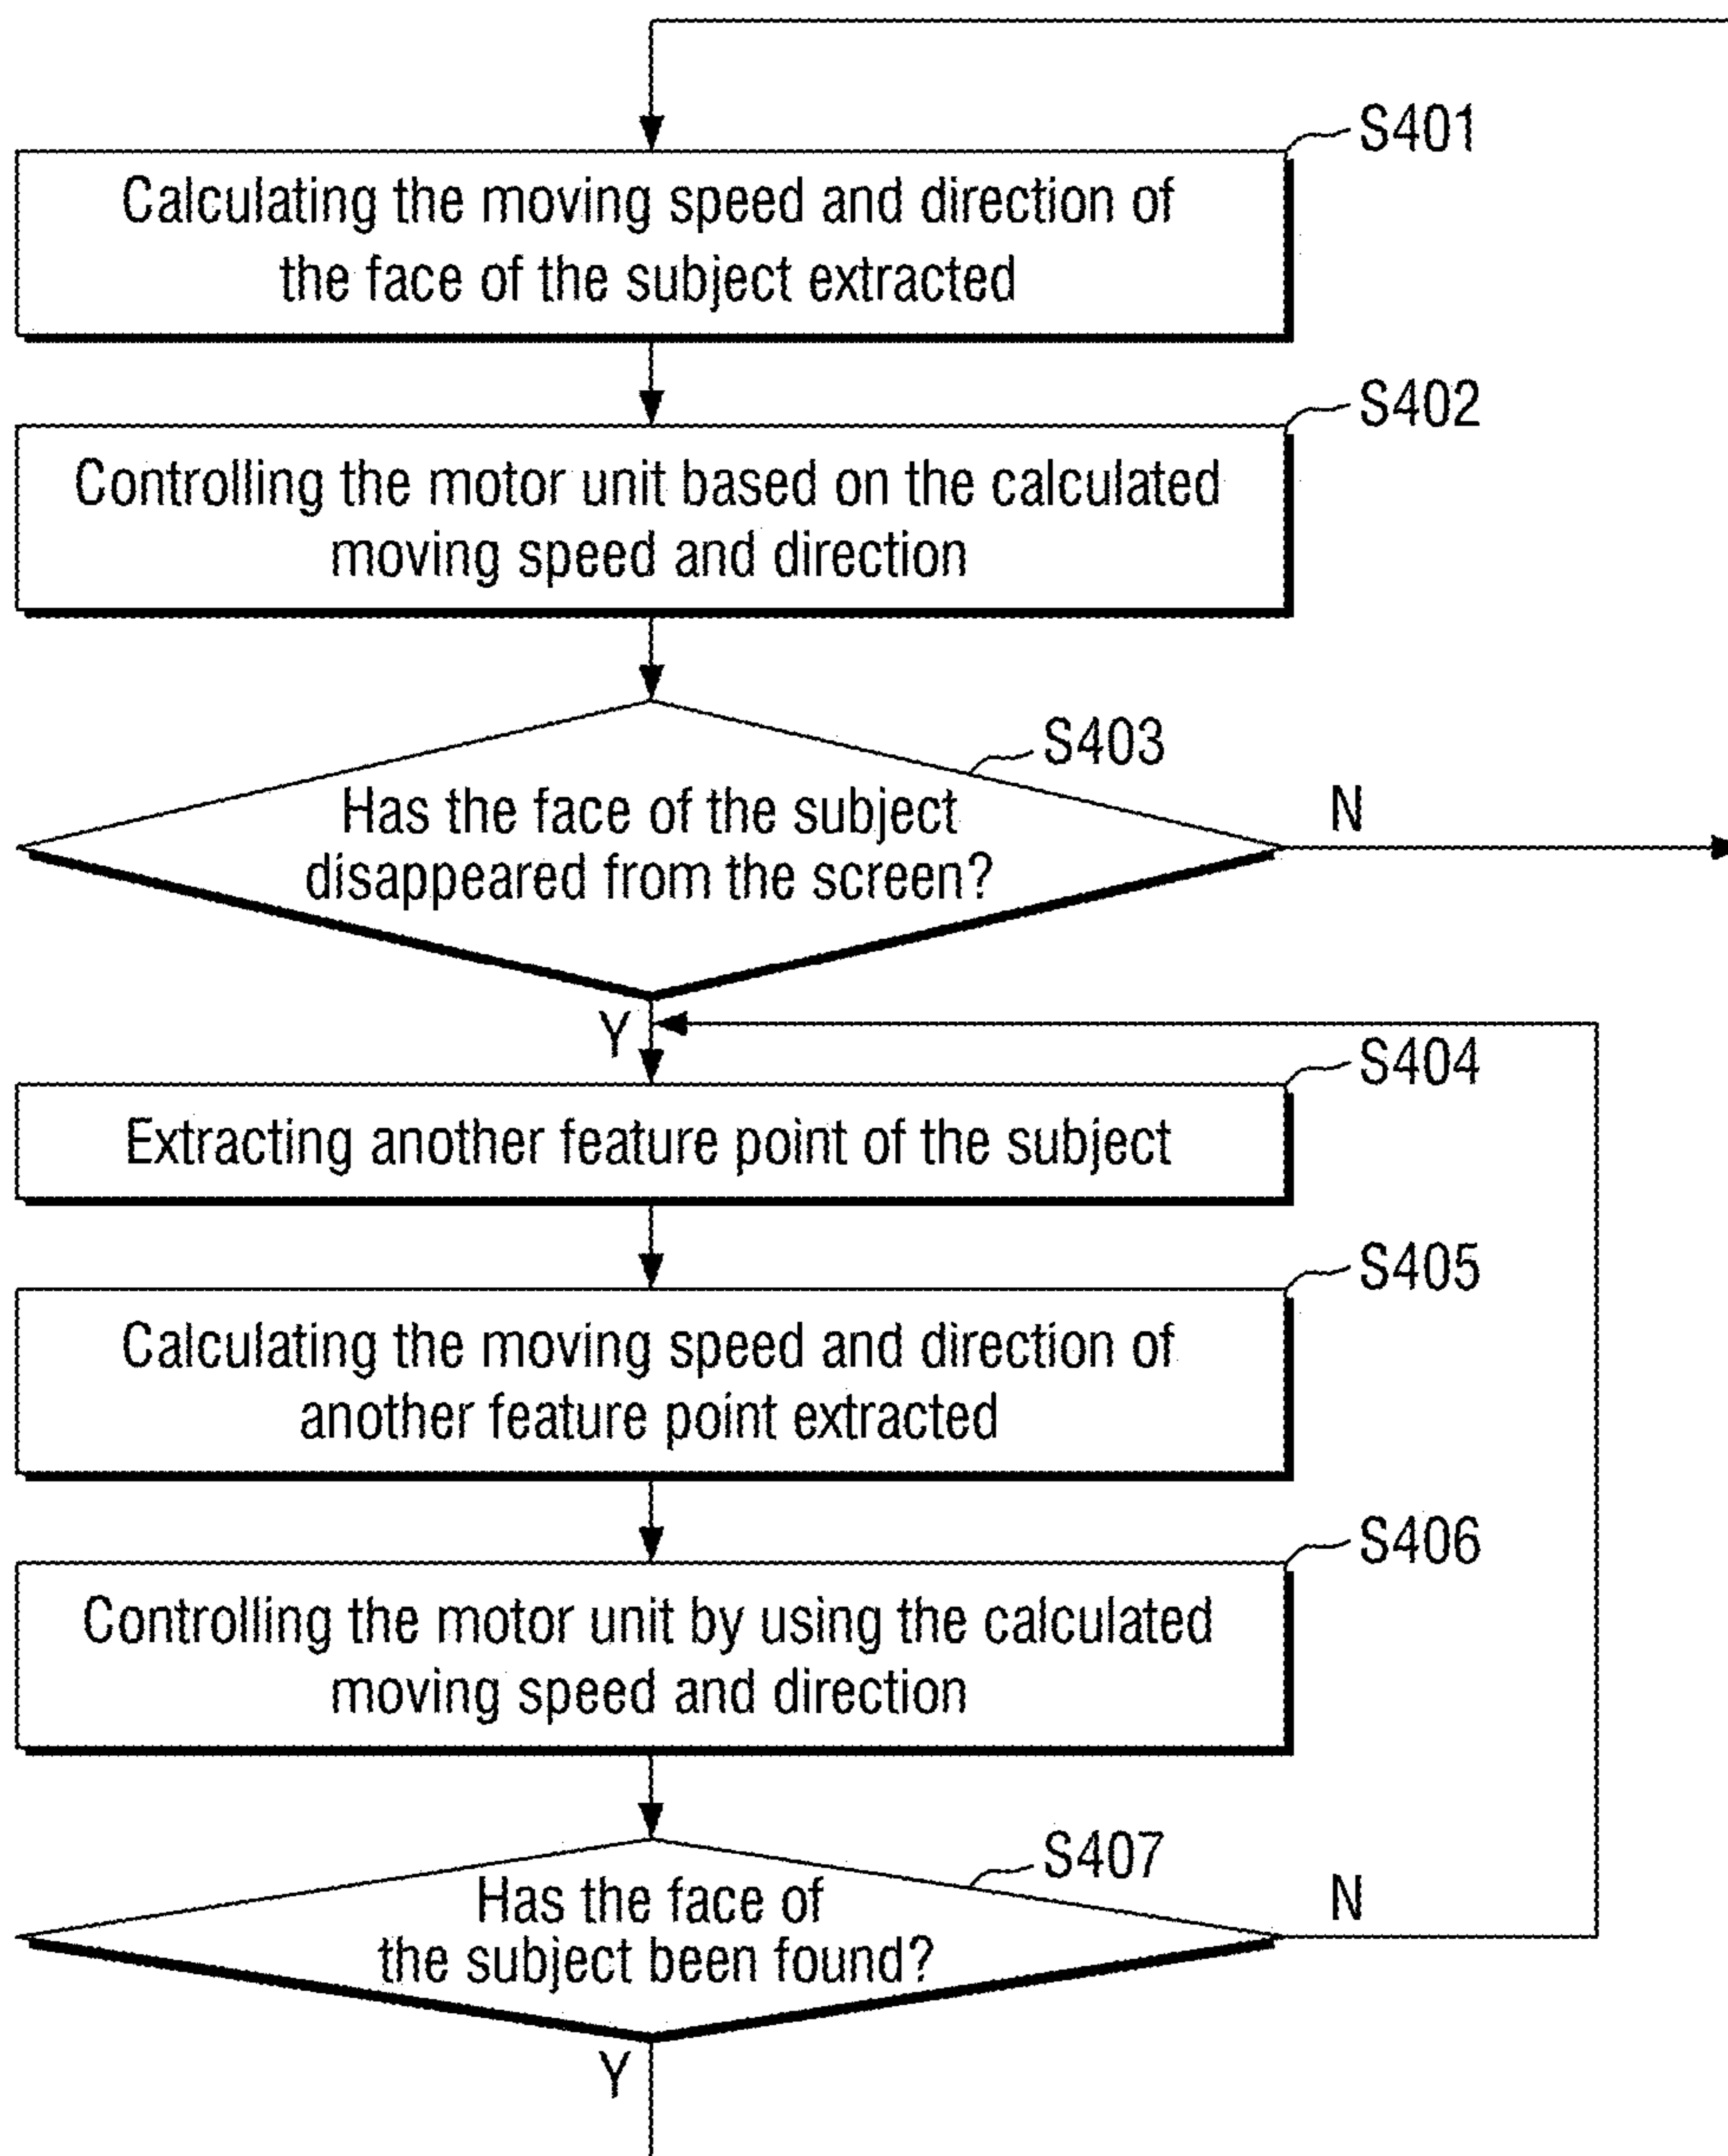 S401
Calculating the moving speed and direction of
the face of the subject extracted
S402
Controlling the motor unit based on the calculated
moving speed and direction
S403
Has the face of the subject
disappeared from the screen?
N
Y
S404
Extracting another feature point of the subject
S405
Calculating the moving speed and direction of
another feature point extracted
S406
Controlling the motor unit by using the calculated
moving speed and direction
S407
Has the face of
the subject been found?
N
Y